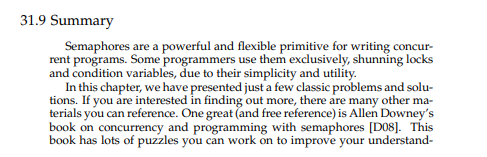 31.9 Summary
Semaphores are a powerful and flexible primitive for writing concur-
rent programs. Some programmers use them exclusively, shunning locks
and condition variables, due to their simplicity and utility.
In this chapter, we have presented just a few classic problems and solu-
tions. If you are interested in finding out more, there are many other ma-
terials you can reference. One great (and free reference) is Allen Downey's
book on concurrency and programming with semaphores [D08]. This
book has lots of puzzles you can work on to improve your understand-